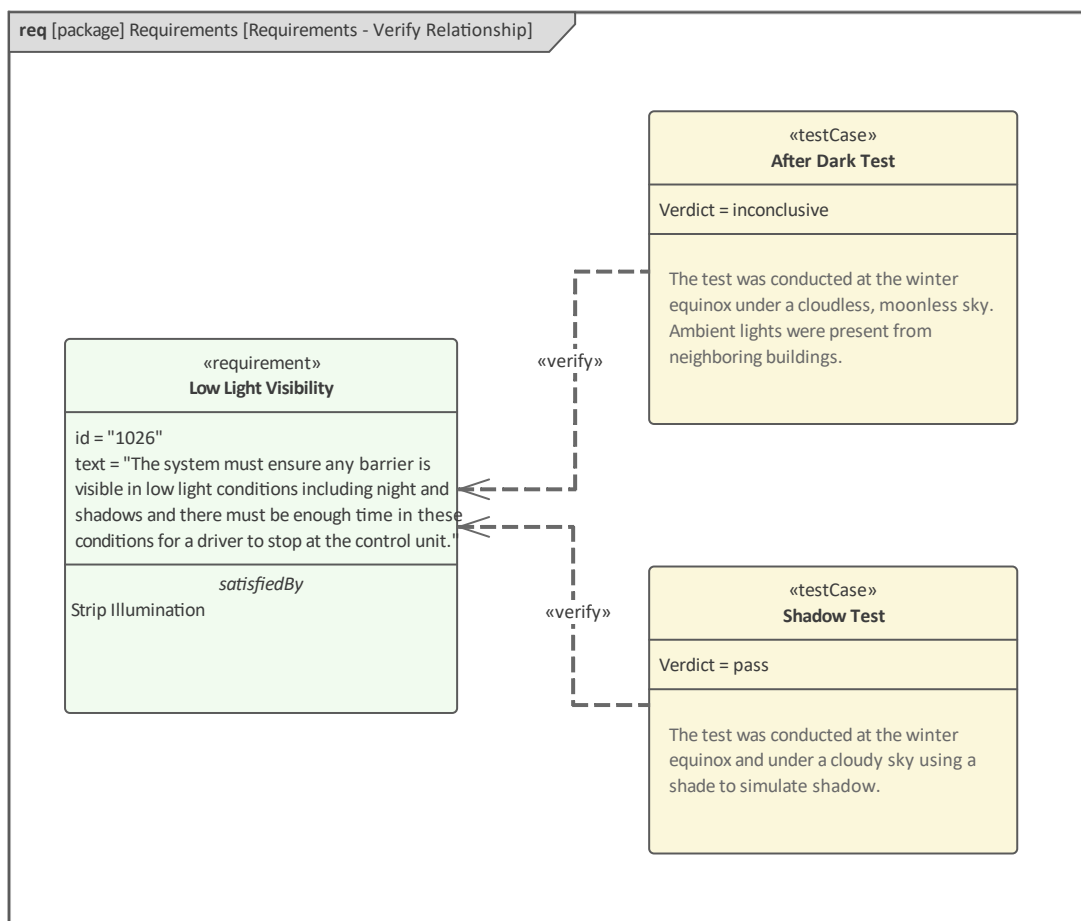 req [package] Requirements [Requirements - Verify Relationship]
«testCase»
After Dark Test
Verdict = inconclusive
The test was conducted at the winter
equinox under a cloudless, moonless sky.
Ambient lights were present from
neighboring buildings.
«verify»
«requirement»
Low Light Visibility
id = "1026"
text = "The system must ensure any barrier is
visible in low light conditions including night and
shadows and there must be enough time in these
conditions for a driver to stop at the control unit."
satisfiedBy
Strip Illumination
«verify»
«testCase»
Shadow Test
Verdict = pass
The test was conducted at the winter
equinox and under a cloudy sky using a
shade to simulate shadow.